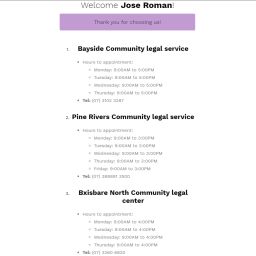 Welcome Jose Roman!
Thank you for choosing us!
1. Bayside Community legal service
Hours to appointment:
Monday: 9:00AM to 5:00PM
Tuesday: 9:00AM to 5:00PM
Wednesday: 9:00AM to 5:00PM
Thursday: 9:00AM to 5:00PM
Tel: (07) 3162 3287
2. Pine Rivers Community legal service
Hours to appointment:
Monday: 9:00AM to 3:00PM
Tuesday: 9:00AM to 3:00PM
Wednesday: 9:00AM to 3:00PM
Thursday: 9:00AM to 3:00PM
Friday: 9:00AM to 3:00PM
Tel: (07)
3. Bxisbare North Community legal
center
Hours to appointment:
Monday: 9:00AM to 4:00PM
Tuesday: 9:00AM to 4:00PM
Wednesday: 9:00AM to 4:00PM
Thursday: 9:00AM to 4:00PM
Tel: (07)